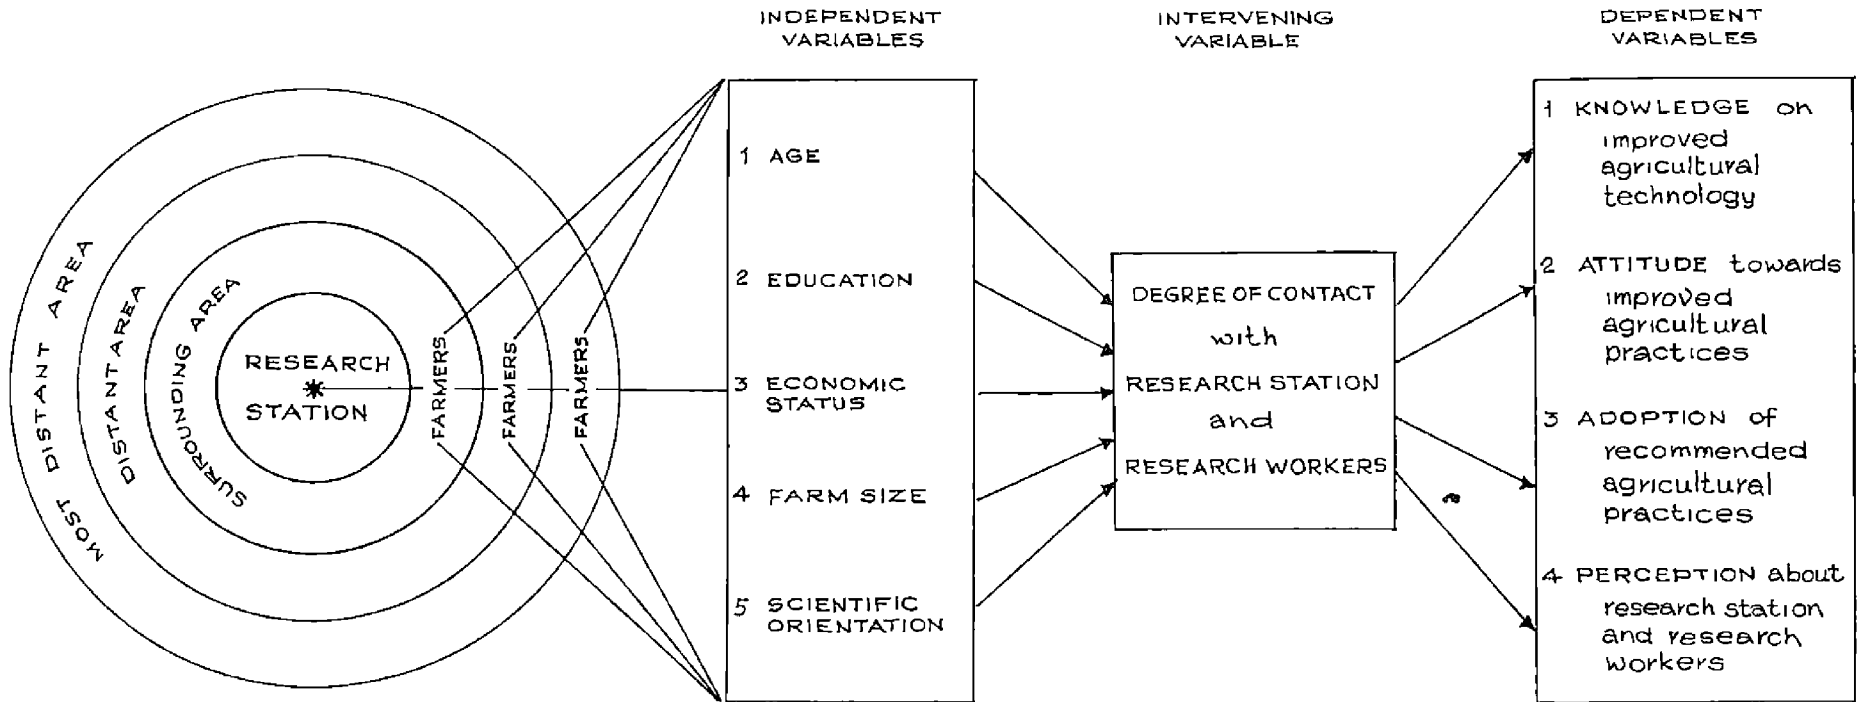 INDEPENDENT
VARIABLES
INTERVENING
VARIABLE
DEPENDENT
VARIABLES
MOST DISTANT AREA
DISTANT AREA
SURROUNDING AREA
RESEARCH
STATION
FARMERS
FARMERS
FARMERS
1 AGE
2 EDUCATION
3 ECONOMIC
STATUS
4 FARM SIZE
5 SCIENTIFIC
ORIENTATION
DEGREE OF CONTACT
with
RESEARCH STATION
and
RESEARCH WORKERS
1 KNOWLEDGE on
improved
agricultural
technology
2 ATTITUDE towards
improved
agricultural
practices
3 ADOPTION of
recommended
agricultural
practices
4 PERCEPTION about
research station
and research
workers